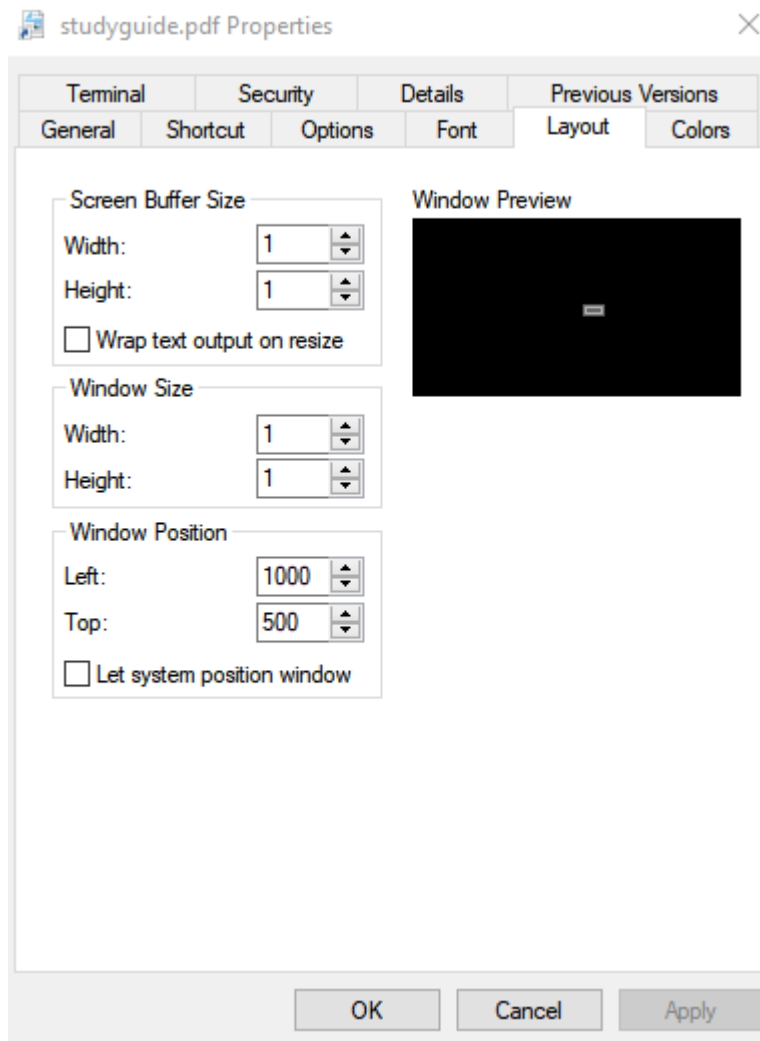 studyguide.pdf Properties
Terminal Security Details Previous Versions
General Shortcut Options Font Layout Colors
Screen Buffer Size
Window Preview
Width: 1
Height: 1
Wrap text output on resize
Window Size
Width: 1
Height: 1
Window Position
Left: 1000
Top: 500
Let system position window
OK Cancel Apply